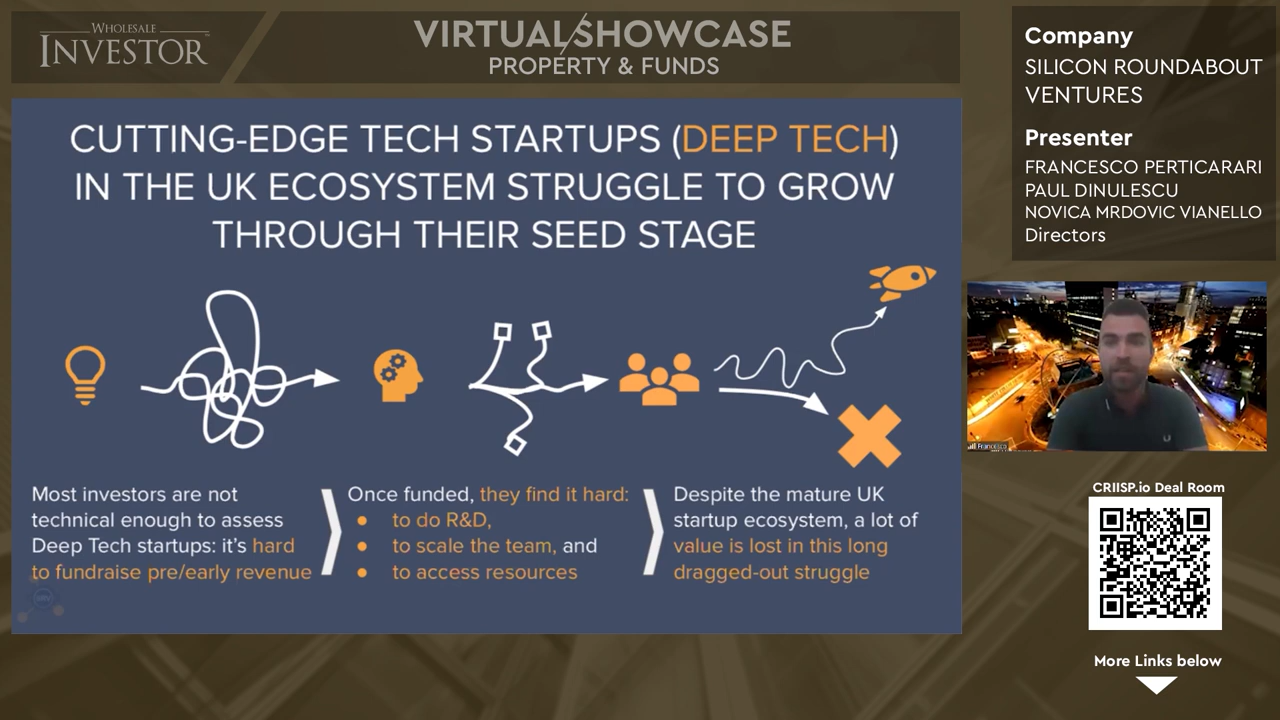 WHOLESALE
INVESTOR
VIRTUAL/SHOWCASE
PROPERTY & FUNDS
CUTTING-EDGE TECH STARTUPS (DEEP TECH)
IN THE UK ECOSYSTEM STRUGGLE TO GROW
THROUGH THEIR SEED STAGE
Most investors are not
technical enough to assess
Deep Tech startups: it's hard
to fundraise pre/early revenue
Once funded, they find it hard:
● to do R&D,
● to scale the team, and
● to access resources
Despite the mature UK
startup ecosystem, a lot of
value is lost in this long
dragged-out struggle
Company
SILICON ROUNDABOUT
VENTURES
Presenter
FRANCESCO PERTICARARI
PAUL DINULESCU
NOVICA MRDOVIC VIANELLO
Directors
Francesco
CRIISP.io Deal Room
More Links below